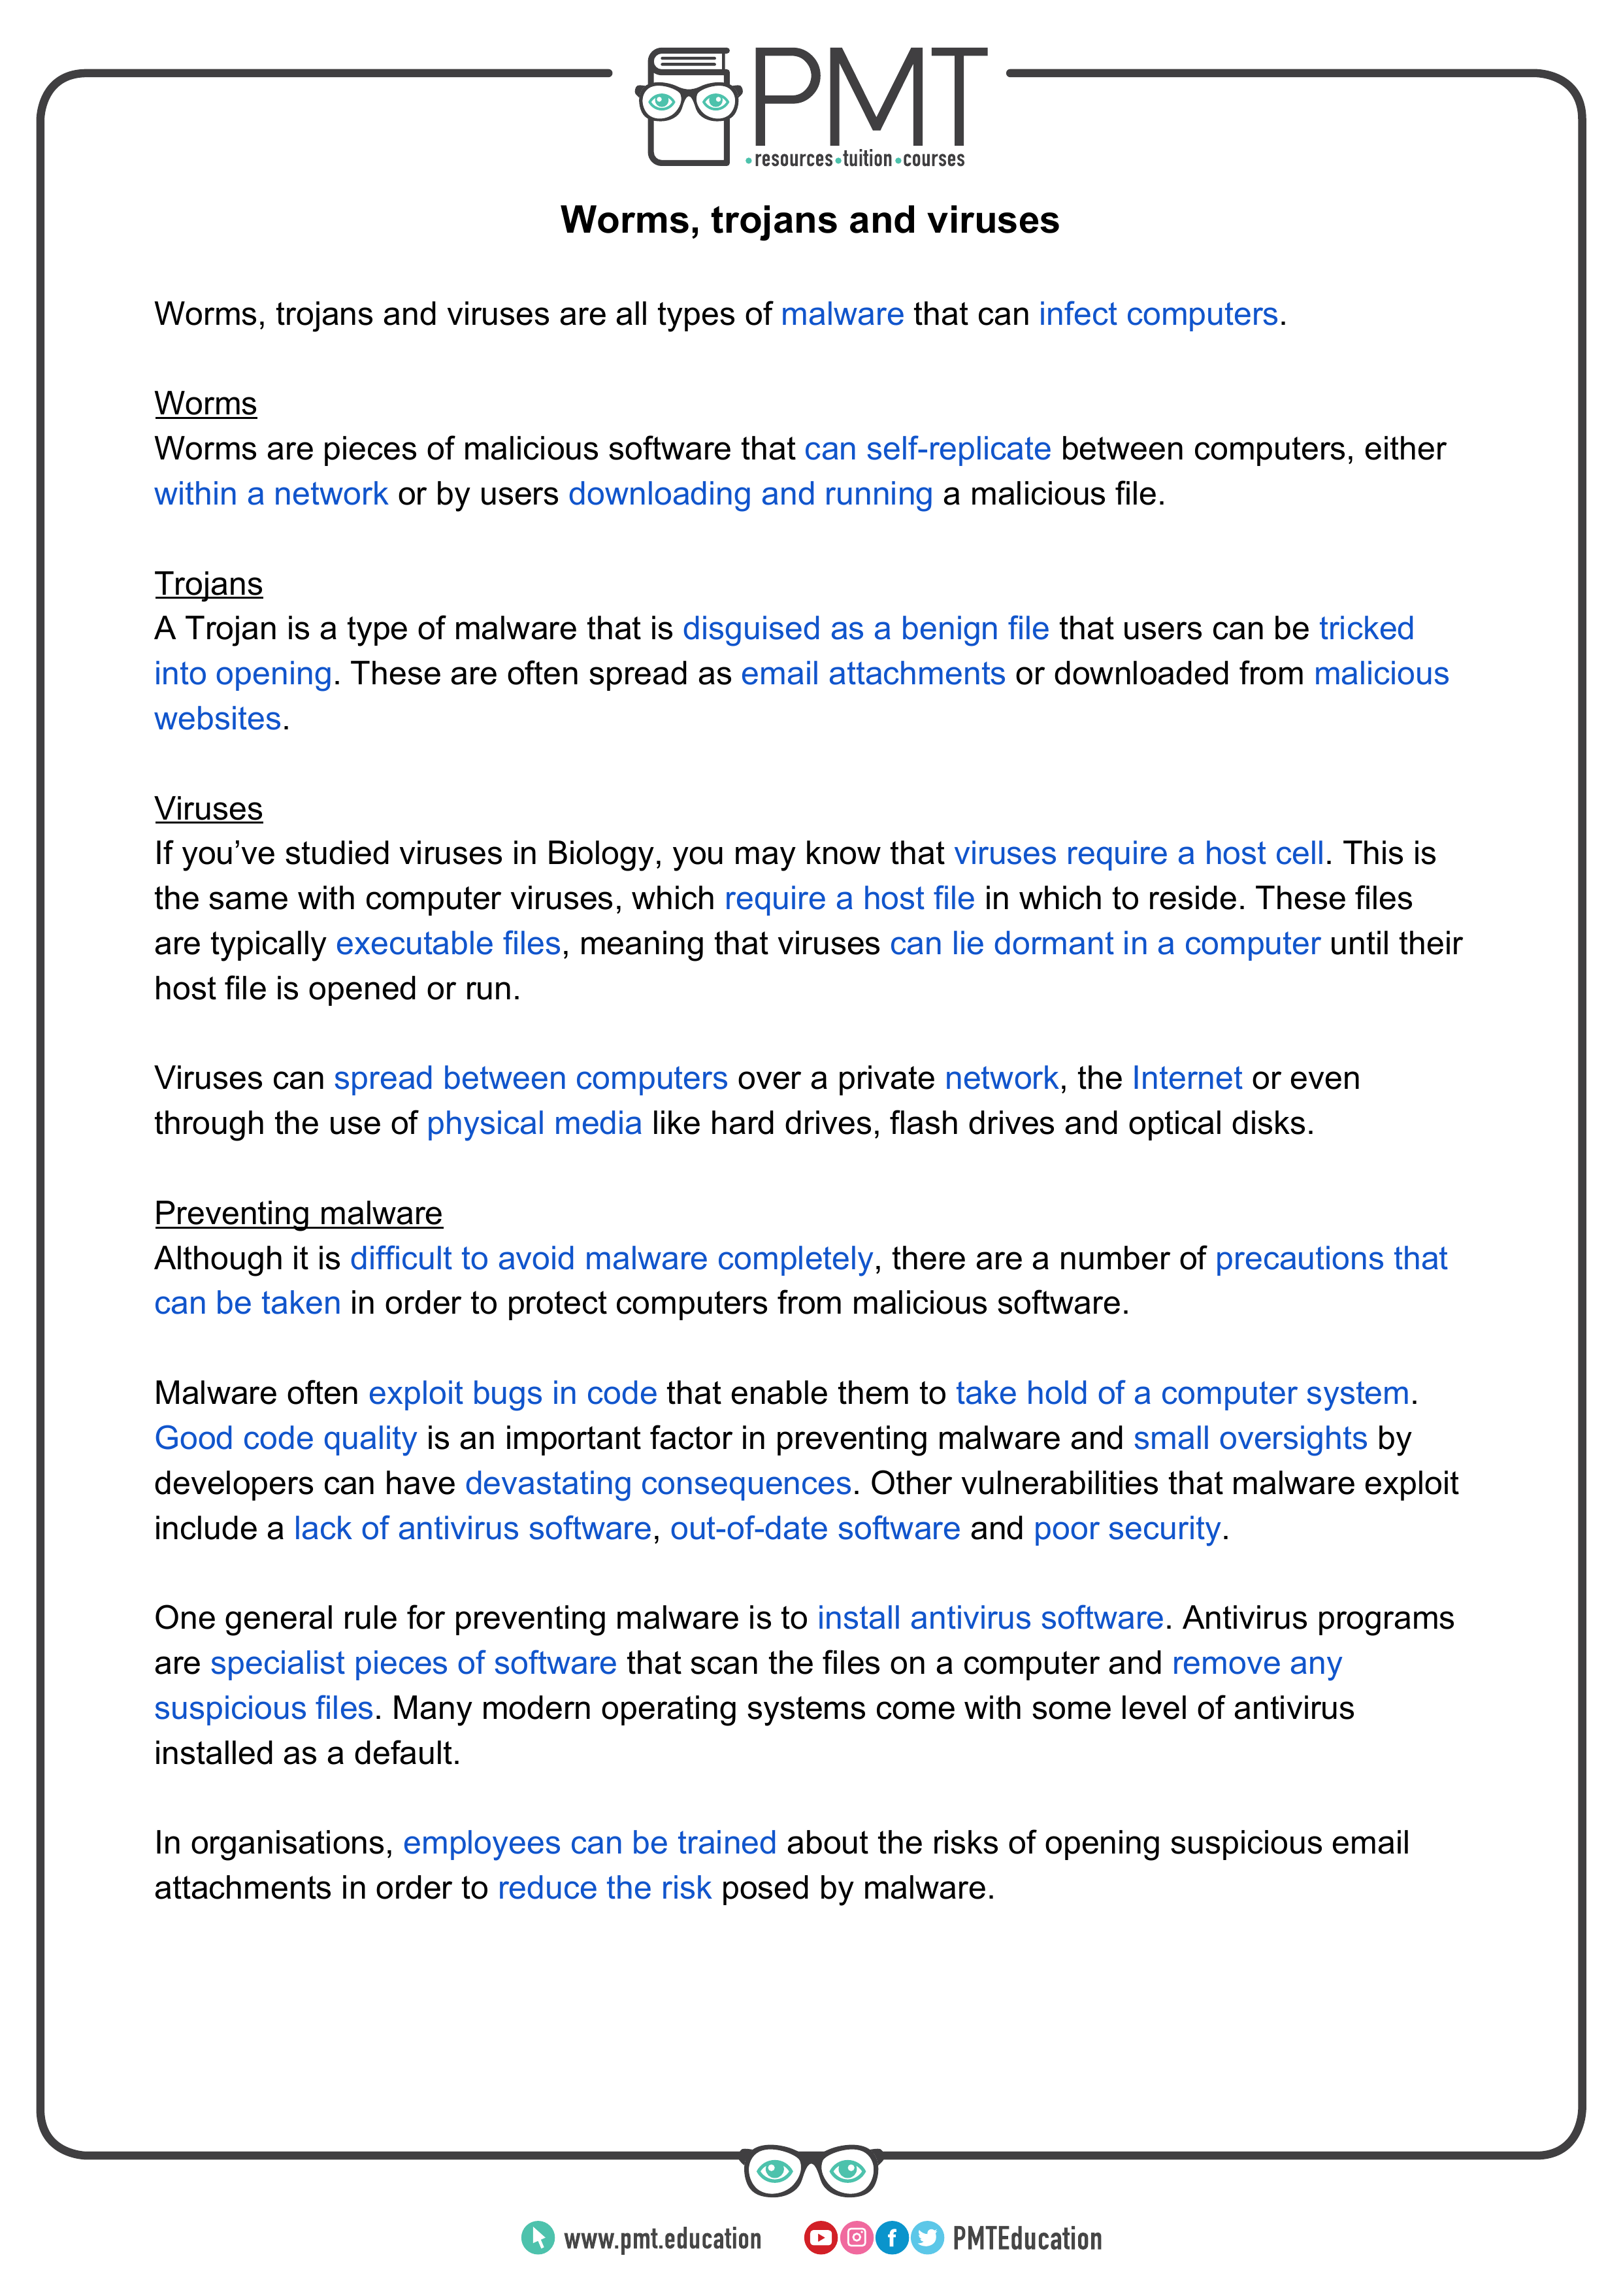 PMT
•resources•tuition•courses
Worms, trojans and viruses
Worms, trojans and viruses are all types of malware that can infect computers.
Worms
Worms are pieces of malicious software that can self-replicate between computers, either
within a network or by users downloading and running a malicious file.
Trojans
A Trojan is a type of malware that is disguised as a benign file that users can be tricked
into opening. These are often spread as email attachments or downloaded from malicious
websites.
Viruses
If you’ve studied viruses in Biology, you may know that viruses require a host cell. This is
the same with computer viruses, which require a host file in which to reside. These files
are typically executable files, meaning that viruses can lie dormant in a computer until their
host file is opened or run.
Viruses can spread between computers over a private network, the Internet or even
through the use of physical media like hard drives, flash drives and optical disks.
Preventing malware
Although it is difficult to avoid malware completely, there are a number of precautions that
can be taken in order to protect computers from malicious software.
Malware often exploit bugs in code that enable them to take hold of a computer system.
Good code quality is an important factor in preventing malware and small oversights by
developers can have devastating consequences. Other vulnerabilities that malware exploit
include a lack of antivirus software, out-of-date software and poor security.
One general rule for preventing malware is to install antivirus software. Antivirus programs
are specialist pieces of software that scan the files on a computer and remove any
suspicious files. Many modern operating systems come with some level of antivirus
installed as a default.
In organisations, employees can be trained about the risks of opening suspicious email
attachments in order to reduce the risk posed by malware.
www.pmt.education PMTEducation